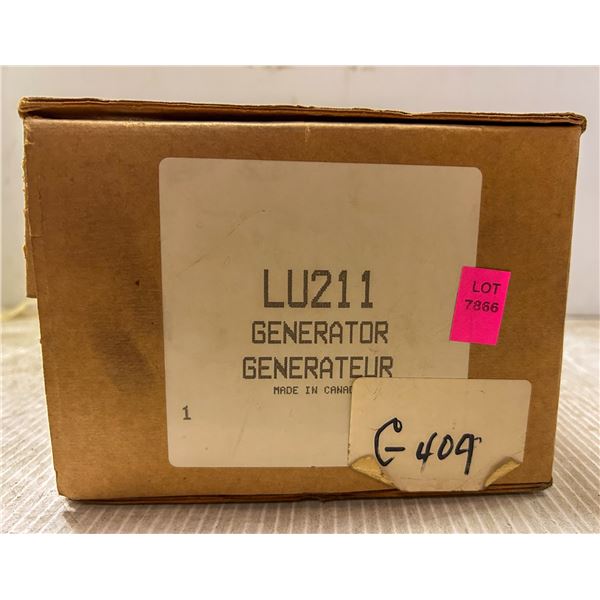 LU211
GENERATOR
GENERATEUR
MADE IN CANAD
1
LOT
7866
C-409